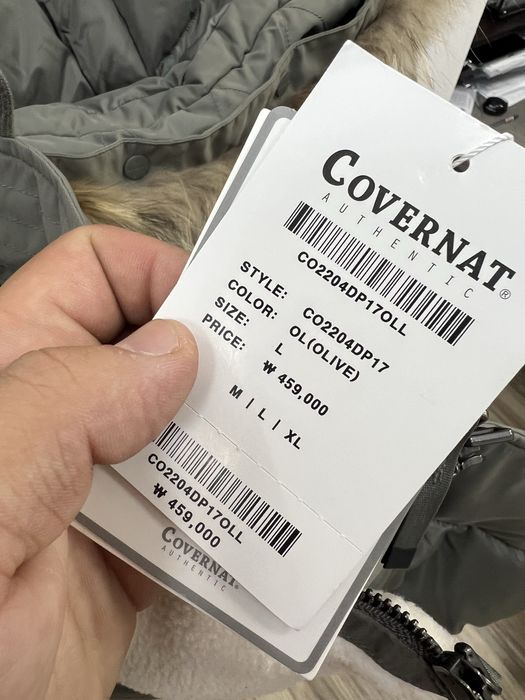 COVERNAT®
AUTHENTIC
CO2204DP17OLL
STYLE: CO2204DP17
COLOR: OL(OLIVE)
SIZE: L
PRICE: ₩ 459,000
M / L / XL
CO2204DP17OLL
₩ 459,000
COVERNAT®
AUTHENTIC